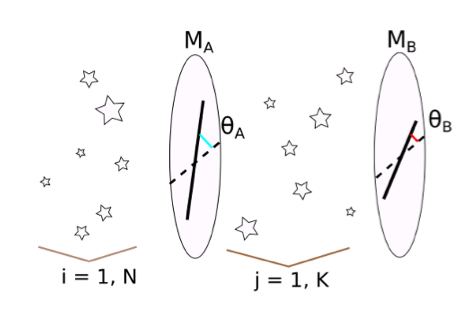 M_A
M_B
θ_A
θ_B
i = 1, N
j = 1, K